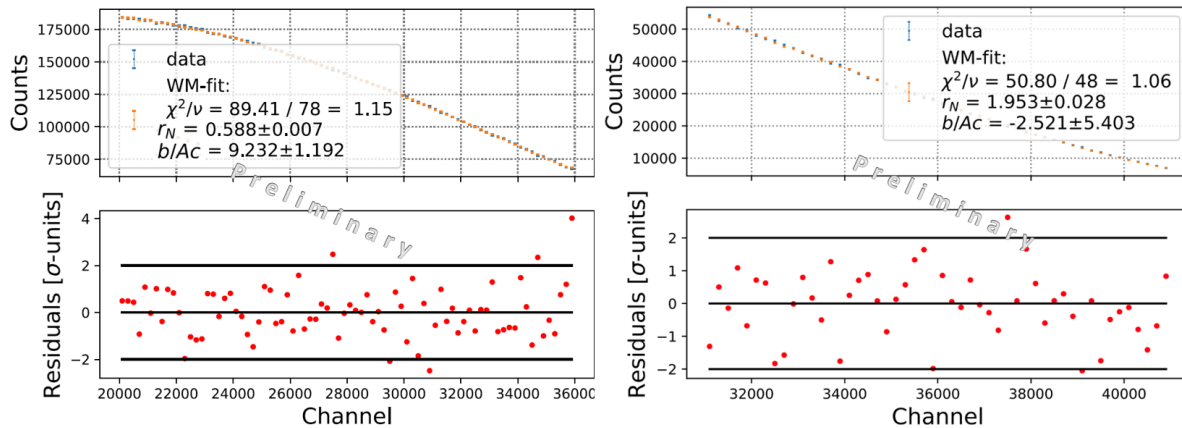 Counts
175000
150000
125000
100000
75000
data
WM-fit:
χ²/ν = 89.41 / 78 = 1.15
r_N = 0.588±0.007
b/Ac = 9.232±1.192
Preliminary
Residuals [σ-units]
4
2
0
−2
20000 22000 24000 26000 28000 30000 32000 34000 36000
Channel
Counts
50000
40000
30000
20000
10000
data
WM-fit:
χ²/ν = 50.80 / 48 = 1.06
r_N = 1.953±0.028
b/Ac = -2.521±5.403
Preliminary
Residuals [σ-units]
2
1
0
−1
−2
32000 34000 36000 38000 40000
Channel